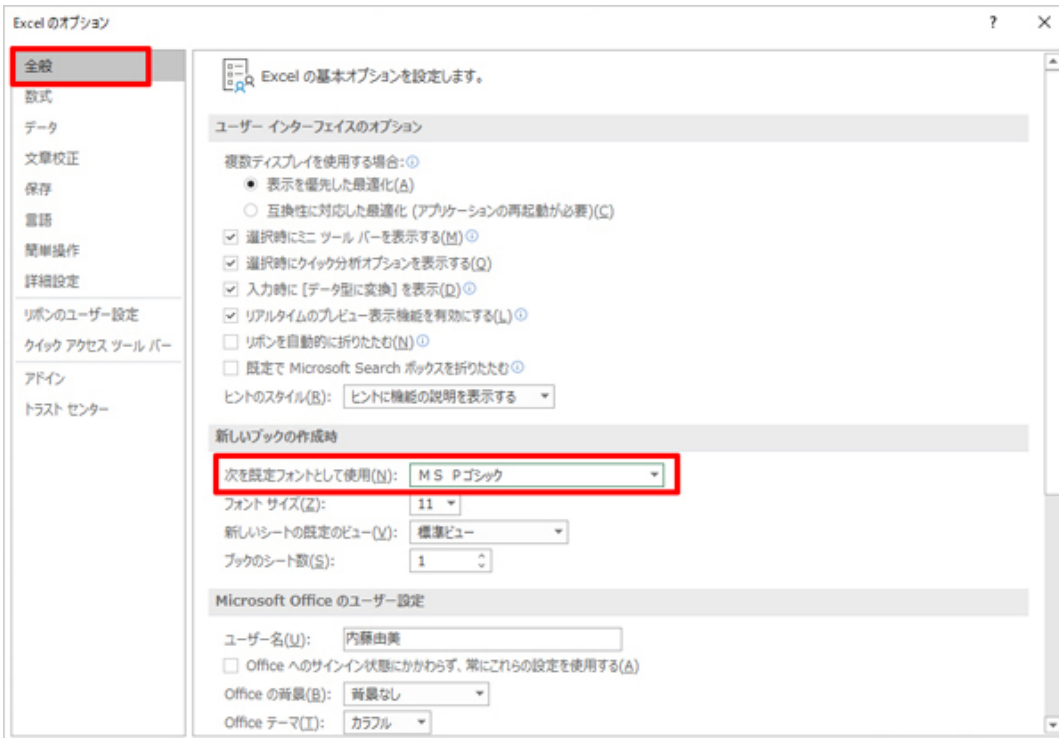 Excel のオプション
? ×
全般
数式
データ
文章校正
保存
言語
簡単操作
詳細設定
リボンのユーザー設定
クイック アクセス ツール バー
アドイン
トラスト センター
Excel の基本オプションを設定します。
ユーザー インターフェイスのオプション
複数ディスプレイを使用する場合:
表示を優先した最適化(A)
互換性に対応した最適化 (アプリケーションの再起動が必要)(C)
選択時にミニ ツール バーを表示する(M)
選択時にクイック分析オプションを表示する(Q)
入力時に [データ型に変換] を表示(D)
リアルタイムのプレビュー表示機能を有効にする(L)
リボンを自動的に折りたたむ(N)
既定で Microsoft Search ボックスを折りたたむ
ヒントのスタイル(R): ヒントに機能の説明を表示する
新しいブックの作成時
次を既定フォントとして使用(N): ＭＳ Ｐゴシック
フォント サイズ(Z): 11
新しいシートの既定のビュー(V): 標準ビュー
ブックのシート数(S): 1
Microsoft Office のユーザー設定
ユーザー名(U): 内藤由美
Office へのサインイン状態にかかわらず、常にこれらの設定を使用する(A)
Office の背景(B): 背景なし
Office テーマ(T): カラフル